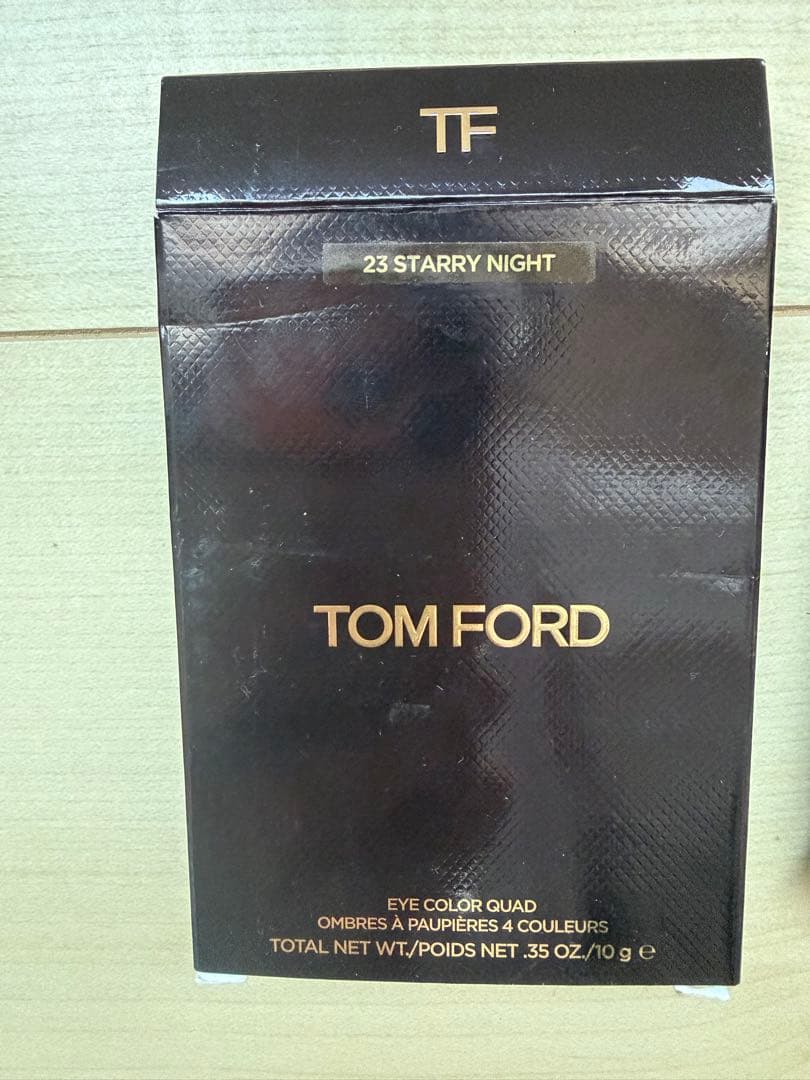 TF
23 STARRY NIGHT
TOM FORD
EYE COLOR QUAD
OMBRES À PAUPIÈRES 4 COULEURS
TOTAL NET WT./POIDS NET .35 OZ./10 g ℮